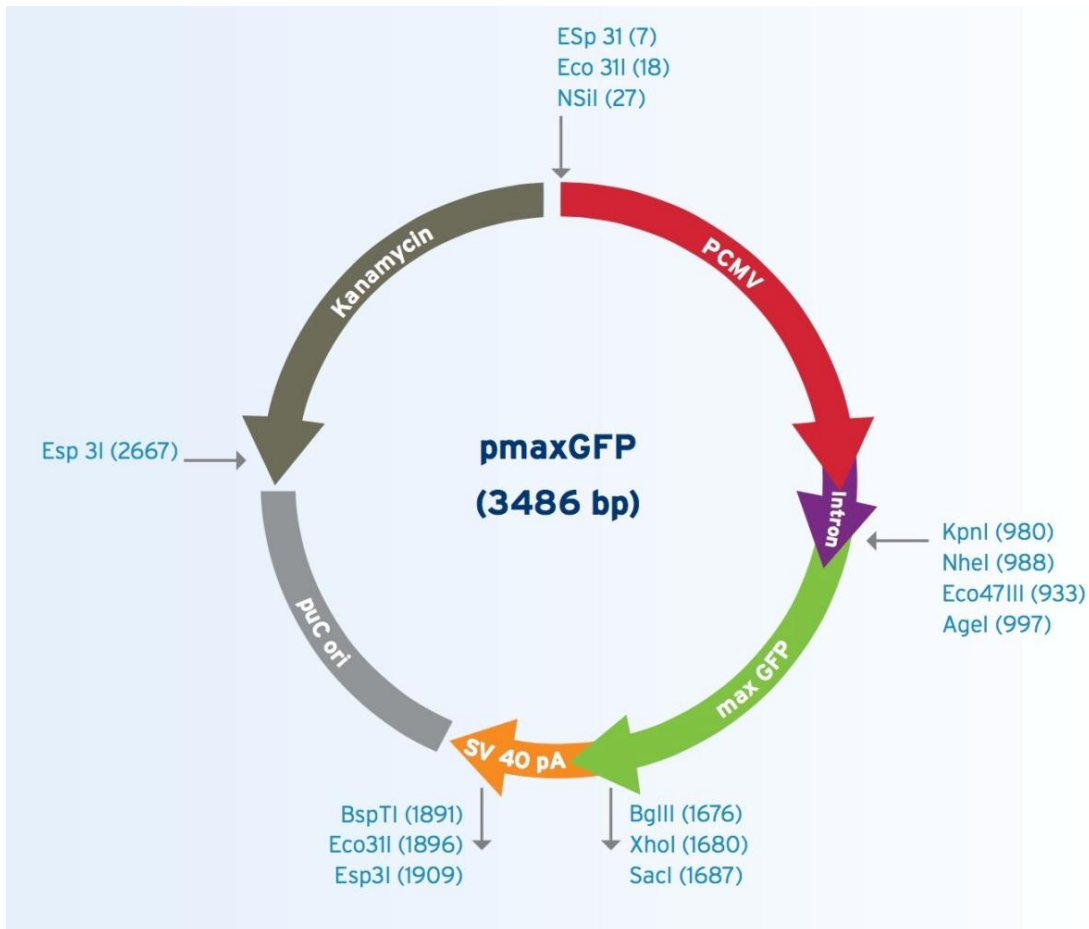 ESp 31 (7)
Eco 31I (18)
NSiI (27)
Kanamycin
PCMV
Esp 3I (2667)
pmaxGFP
(3486 bp)
Intron
KpnI (980)
NheI (988)
Eco47III (933)
AgeI (997)
puC ori
max GFP
SV 40 pA
BspTI (1891)
Eco31I (1896)
Esp3I (1909)
BglII (1676)
XhoI (1680)
SacI (1687)